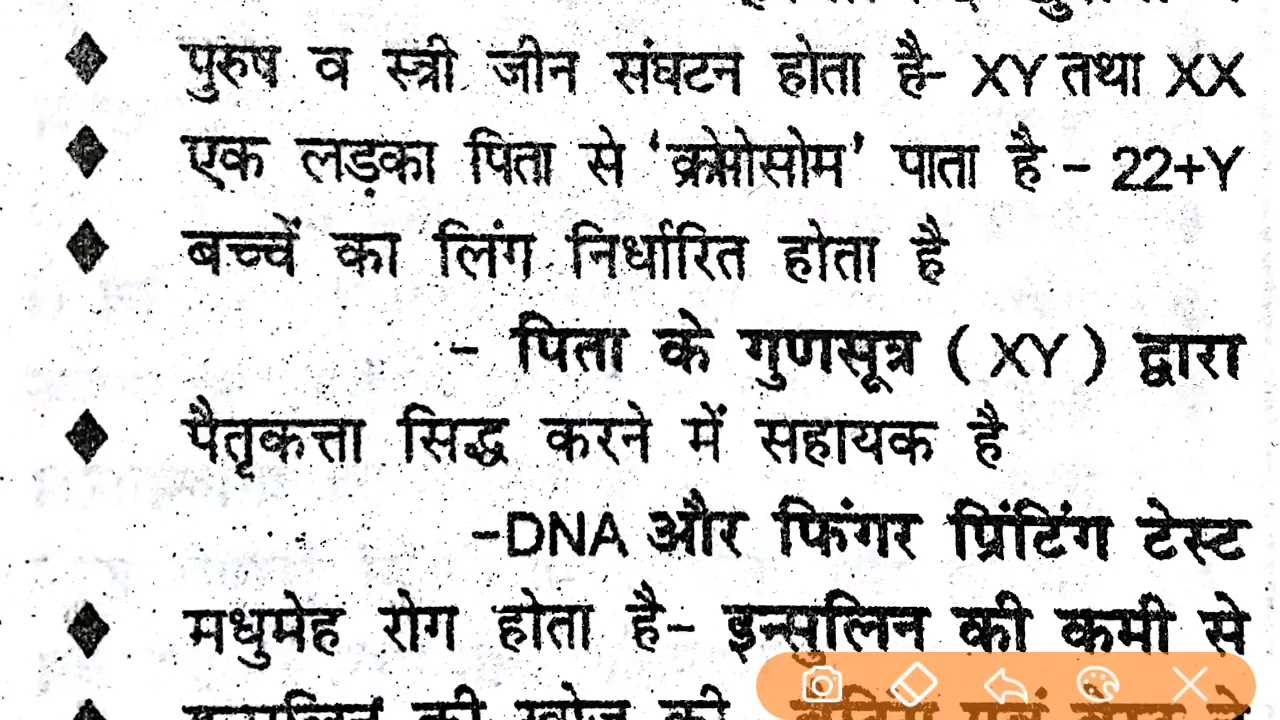 पुरुष व स्त्री जीन संघटन होता है- XY तथा XX
एक लड़का पिता से ‘क्रोमोसोम’ पाता है - 22+Y
बच्चें का लिंग निर्धारित होता है
- पिता के गुणसूत्र ( XY ) द्वारा
पैतृकत्ता सिद्ध करने में सहायक है
-DNA और फिंगर प्रिंटिंग टेस्ट
मधुमेह रोग होता है- इन्सुलिन की कमी से